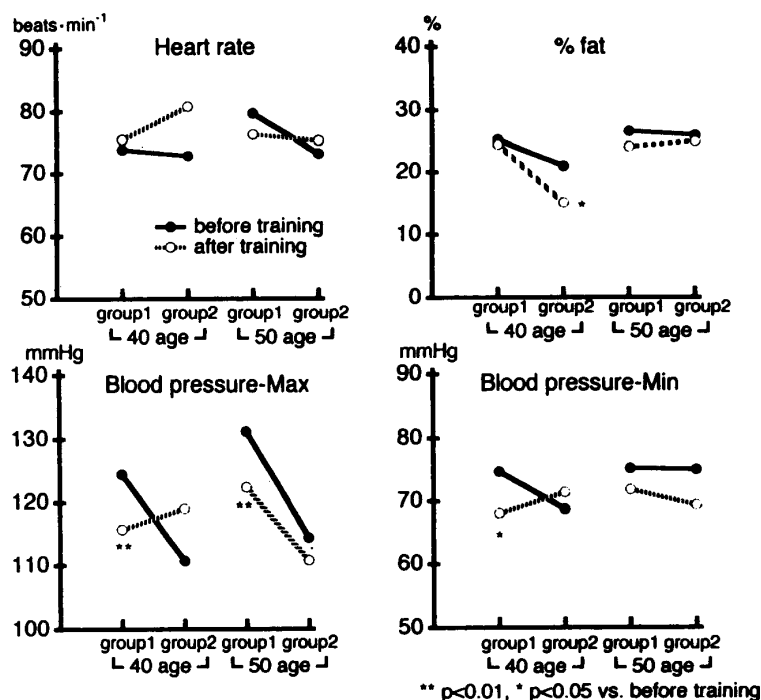 beats·min⁻¹
Heart rate
90
80
70
60
50
before training
after training
group1 group2 group1 group2
40 age 50 age
%
% fat
40
30
20
10
0
group1 group2 group1 group2
40 age 50 age
mmHg
Blood pressure-Max
140
130
120
110
100
**
**
group1 group2 group1 group2
40 age 50 age
mmHg
Blood pressure-Min
90
80
70
60
50
*
group1 group2 group1 group2
40 age 50 age
** p<0.01, * p<0.05 vs. before training